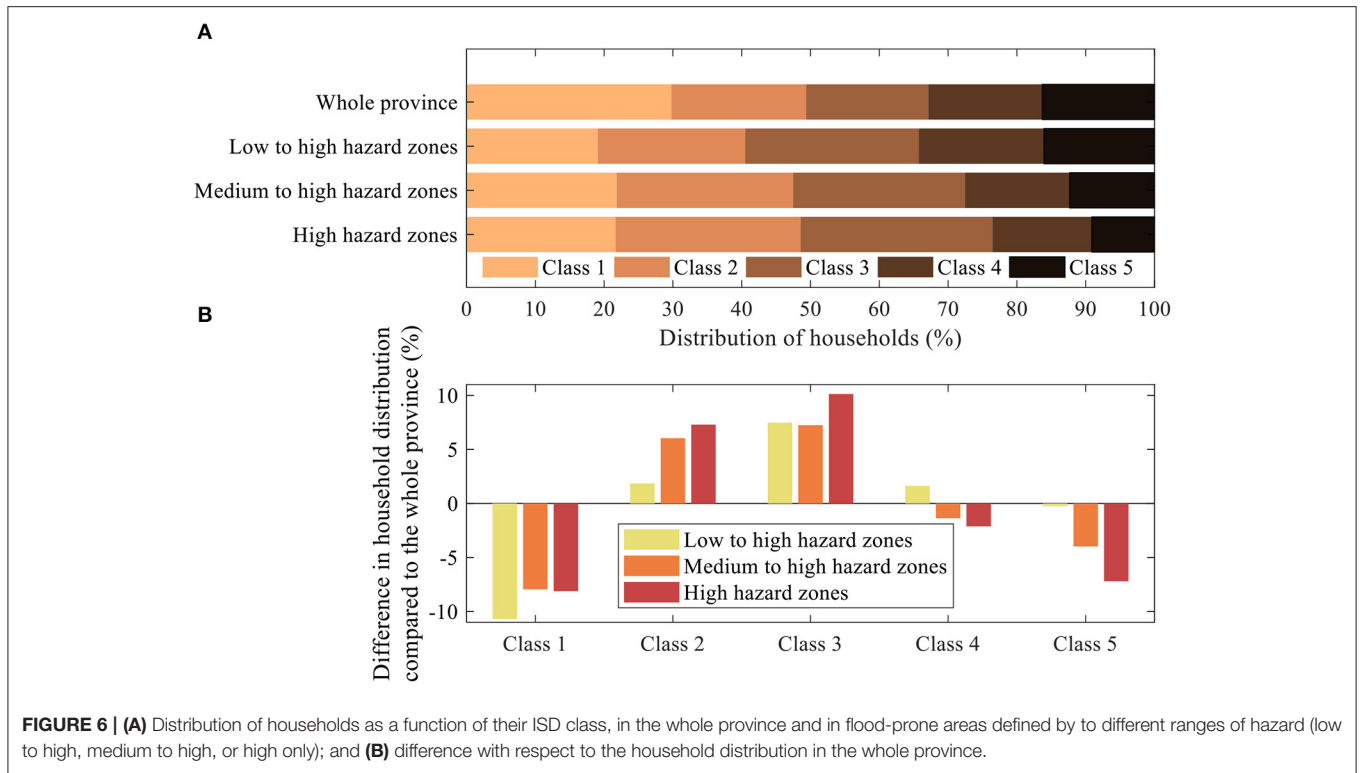 A
Whole province
Low to high hazard zones
Medium to high hazard zones
High hazard zones
Class 1 Class 2 Class 3 Class 4 Class 5
0 10 20 30 40 50 60 70 80 90 100
Distribution of households (%)
B
Difference in household distribution
compared to the whole province (%)
10
5
0
-5
-10
Low to high hazard zones
Medium to high hazard zones
High hazard zones
Class 1 Class 2 Class 3 Class 4 Class 5
FIGURE 6 | (A) Distribution of households as a function of their ISD class, in the whole province and in flood-prone areas defined by to different ranges of hazard (low
to high, medium to high, or high only); and (B) difference with respect to the household distribution in the whole province.